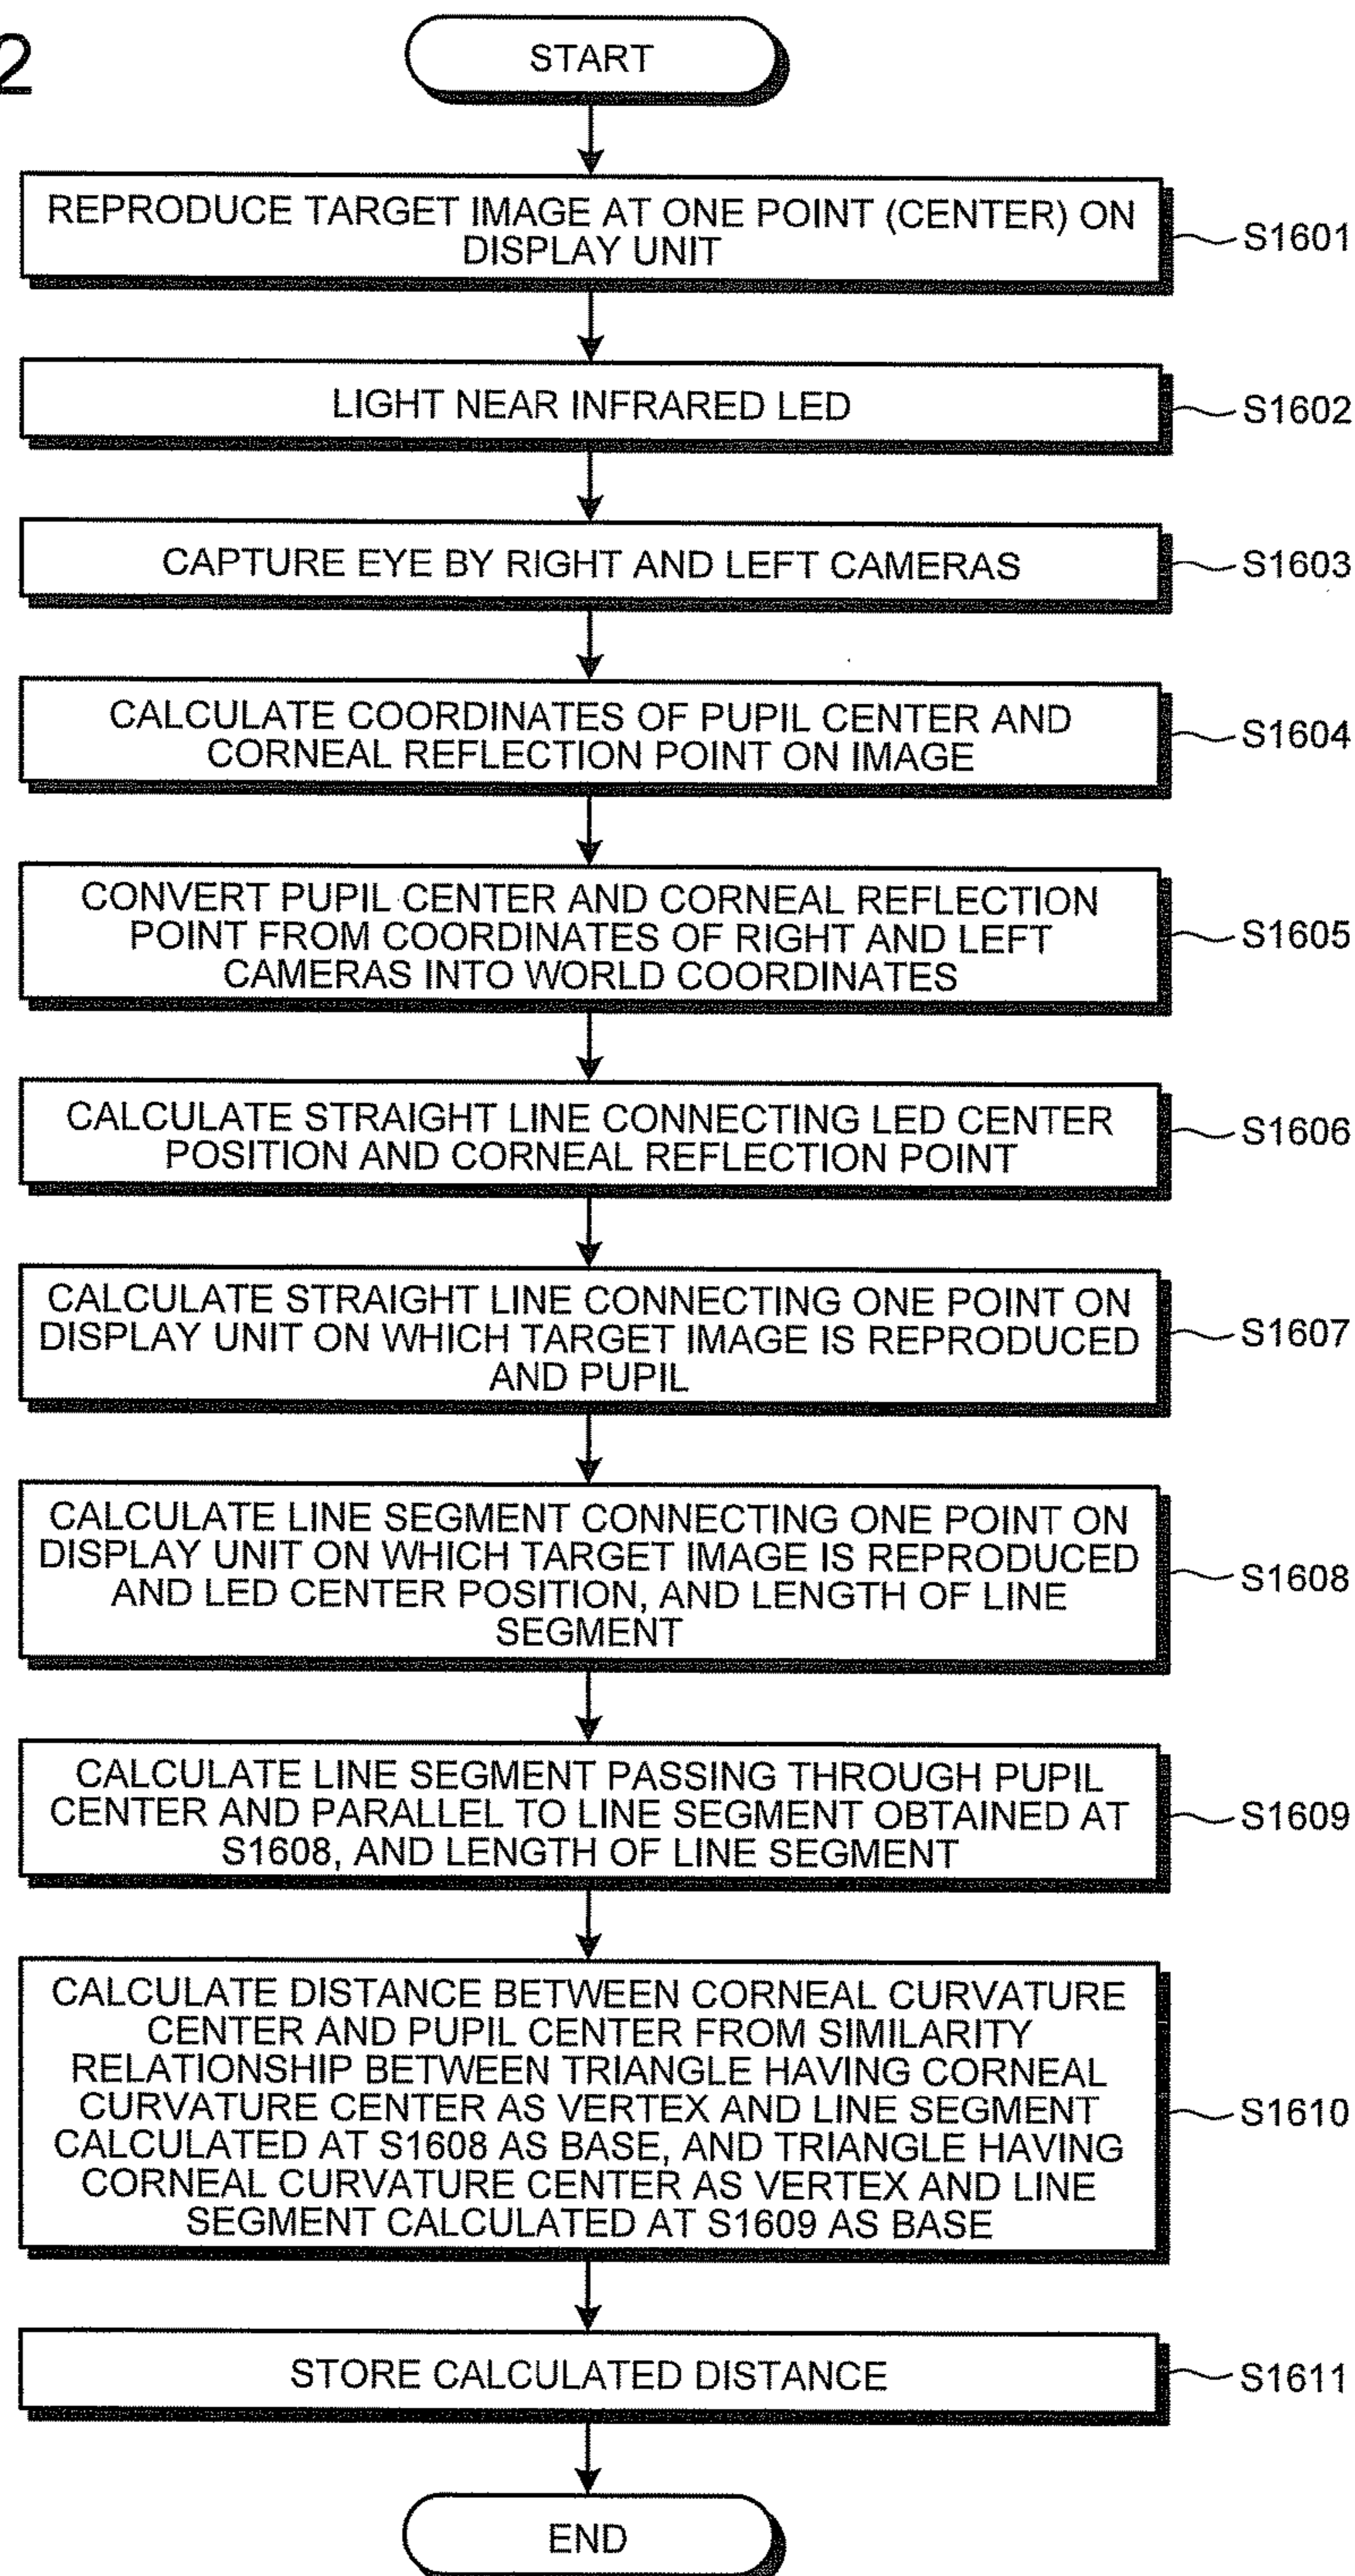 2
START
REPRODUCE TARGET IMAGE AT ONE POINT (CENTER) ON
DISPLAY UNIT
S1601
LIGHT NEAR INFRARED LED
S1602
CAPTURE EYE BY RIGHT AND LEFT CAMERAS
S1603
CALCULATE COORDINATES OF PUPIL CENTER AND
CORNEAL REFLECTION POINT ON IMAGE
S1604
CONVERT PUPIL CENTER AND CORNEAL REFLECTION
POINT FROM COORDINATES OF RIGHT AND LEFT
CAMERAS INTO WORLD COORDINATES
S1605
CALCULATE STRAIGHT LINE CONNECTING LED CENTER
POSITION AND CORNEAL REFLECTION POINT
S1606
CALCULATE STRAIGHT LINE CONNECTING ONE POINT ON
DISPLAY UNIT ON WHICH TARGET IMAGE IS REPRODUCED
AND PUPIL
S1607
CALCULATE LINE SEGMENT CONNECTING ONE POINT ON
DISPLAY UNIT ON WHICH TARGET IMAGE IS REPRODUCED
AND LED CENTER POSITION, AND LENGTH OF LINE
SEGMENT
S1608
CALCULATE LINE SEGMENT PASSING THROUGH PUPIL
CENTER AND PARALLEL TO LINE SEGMENT OBTAINED AT
S1608, AND LENGTH OF LINE SEGMENT
S1609
CALCULATE DISTANCE BETWEEN CORNEAL CURVATURE
CENTER AND PUPIL CENTER FROM SIMILARITY
RELATIONSHIP BETWEEN TRIANGLE HAVING CORNEAL
CURVATURE CENTER AS VERTEX AND LINE SEGMENT
CALCULATED AT S1608 AS BASE, AND TRIANGLE HAVING
CORNEAL CURVATURE CENTER AS VERTEX AND LINE
SEGMENT CALCULATED AT S1609 AS BASE
S1610
STORE CALCULATED DISTANCE
S1611
END